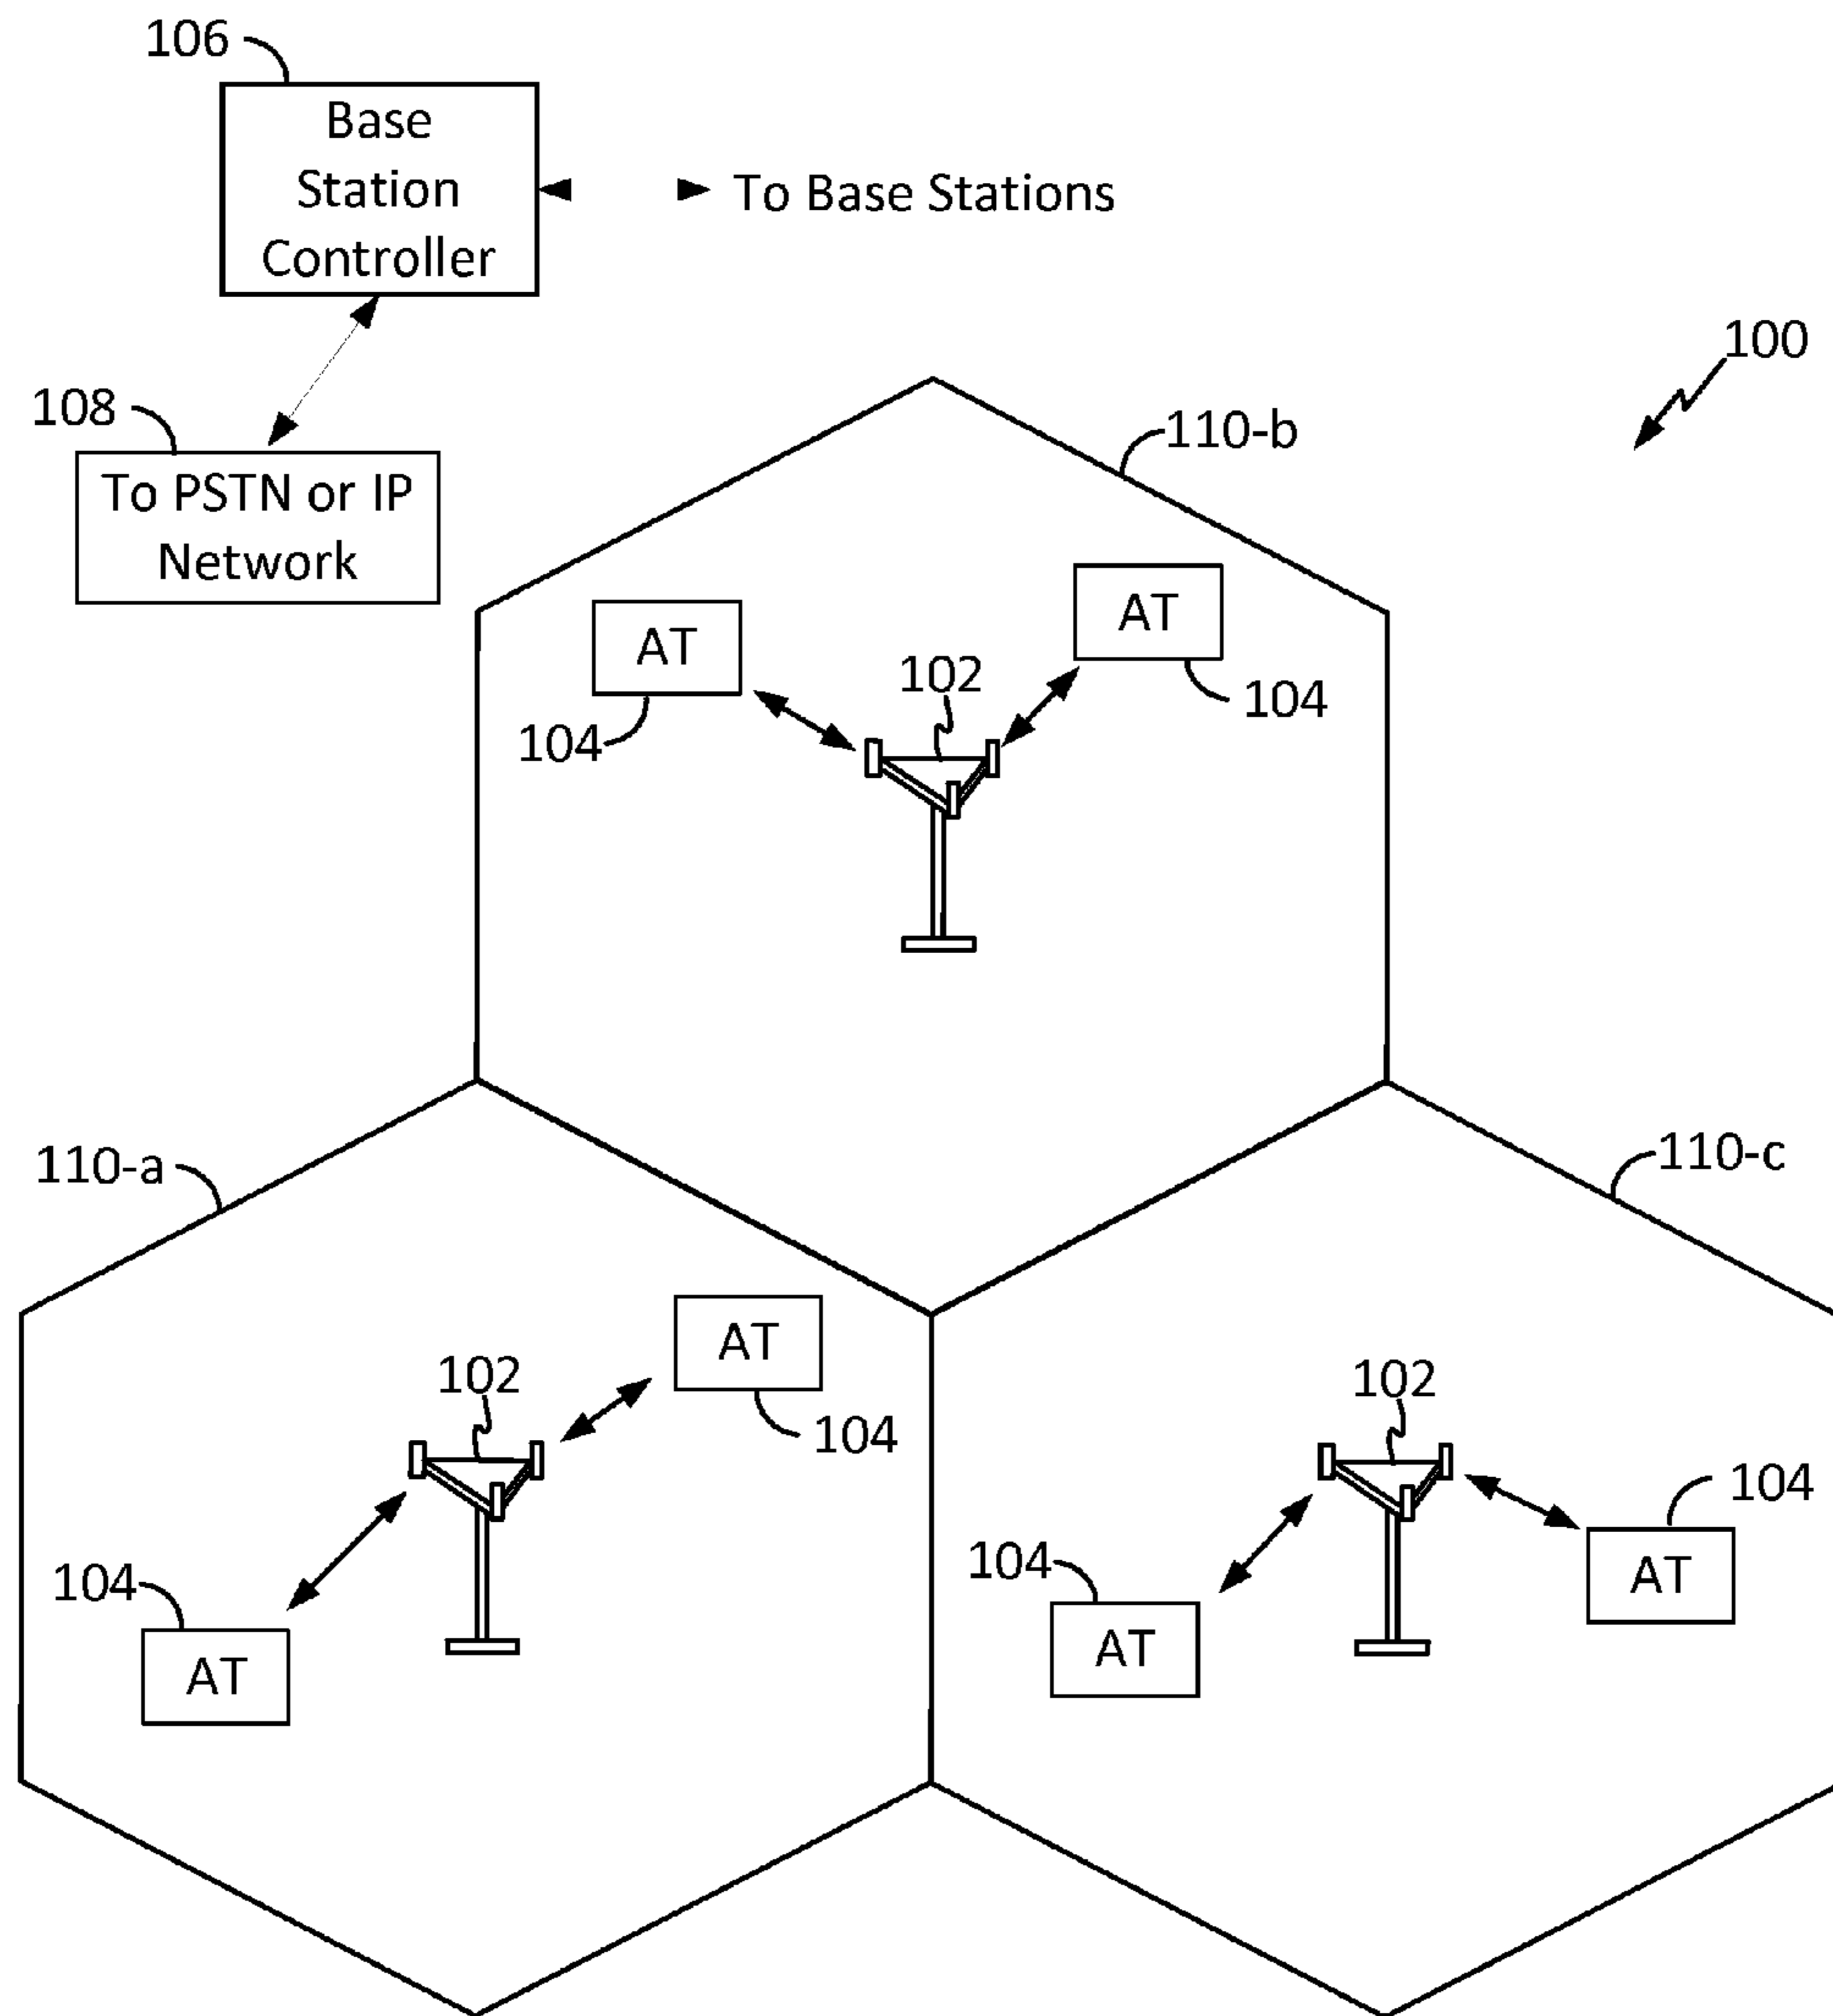 106
Base
Station
Controller
To Base Stations
100
108
To PSTN or IP
Network
110-b
AT
104
AT
104
102
110-a
110-c
AT
104
102
104
AT
102
104
AT
104
AT